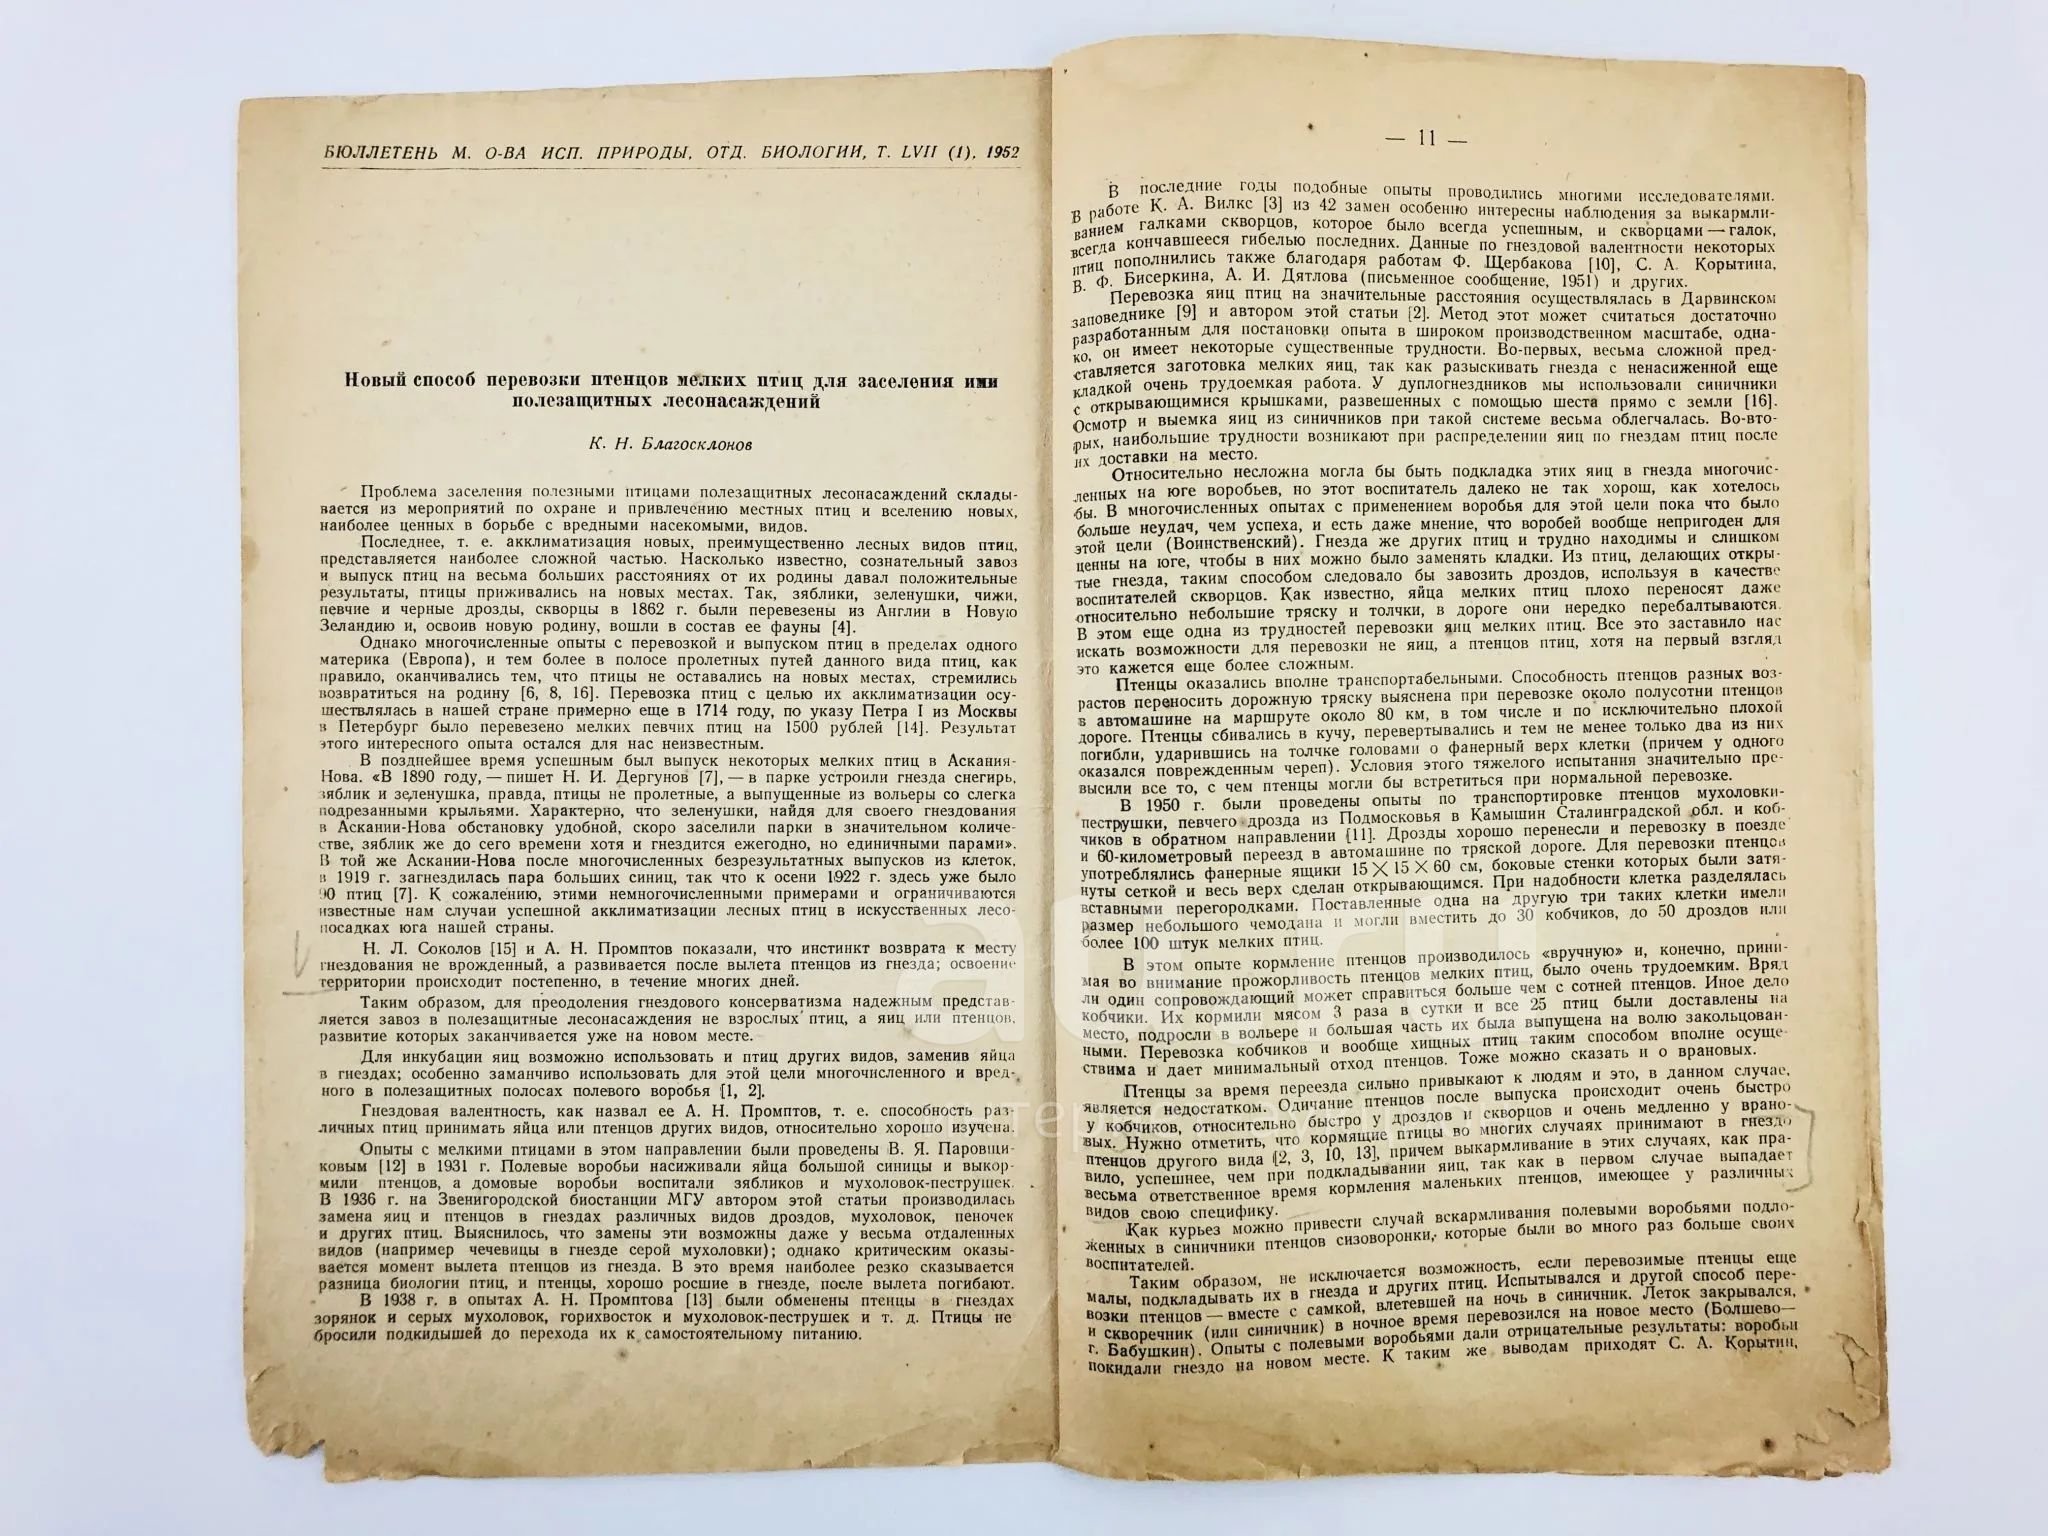 БЮЛЛЕТЕНЬ М. О-ВА ИСП. ПРИРОДЫ, ОТД. БИОЛОГИИ, Т. LVII (1), 1952
Новый способ перевозки птенцов мелких птиц для заселения ими
полезащитных лесонасаждений
К. Н. Благосклонов
Проблема заселения полезными птицами полезащитных лесонасаждений склады-
вается из мероприятий по охране и привлечению местных птиц и вселению новых,
наиболее ценных в борьбе с вредными насекомыми, видов.
Последнее, т. е. акклиматизация новых, преимущественно лесных видов птиц,
представляется наиболее сложной частью. Насколько известно, сознательный завоз
и выпуск птиц на весьма больших расстояниях от их родины давал положительные
результаты, птицы приживались на новых местах. Так, зяблики, зеленушки, чижи,
певчие и черные дрозды, скворцы в 1862 г. были перевезены из Англии в Новую
Зеландию и, освоив новую родину, вошли в состав ее фауны [4].
Однако многочисленные опыты с перевозкой и выпуском птиц в пределах одного
материка (Европа), и тем более в полосе пролетных путей данного вида птиц, как
правило, оканчивались тем, что птицы не оставались на новых местах, стремились
возвратиться на родину [6, 8, 16]. Перевозка птиц с целью их акклиматизации осу-
шествлялась в нашей стране примерно еще в 1714 году, по указу Петра I из Москвы
в Петербург было перевезено мелких певчих птиц на 1500 рублей [14]. Результат
этого интересного опыта остался для нас неизвестным.
В позднейшее время успешным был выпуск некоторых мелких птиц в Аскания-
Нова. «В 1890 году, — пишет Н. И. Дергунов [7], — в парке устроили гнезда снегирь,
зяблик и зеленушка, правда, птицы не пролетные, а выпущенные из вольеры со слегка
подрезанными крыльями. Характерно, что зеленушки, найдя для своего гнездования
в Аскании-Нова обстановку удобной, скоро заселили парки в значительном количе-
стве, зяблик же до сего времени хотя и гнездится ежегодно, но единичными парами».
В той же Аскании-Нова после многочисленных безрезультатных выпусков из клеток,
в 1919 г. загнездилась пара больших синиц, так что к осени 1922 г. здесь уже было
90 птиц [7]. К сожалению, этими немногочисленными примерами и ограничиваются
известные нам случаи успешной акклиматизации лесных птиц в искусственных лесо-
посадках юга нашей страны.
Н. Л. Соколов [15] и А. Н. Промптов показали, что инстинкт возврата к месту
гнездования не врожденный, а развивается после вылета птенцов из гнезда; освоение
территории происходит постепенно, в течение многих дней.
Таким образом, для преодоления гнездового консерватизма надежным представ-
ляется завоз в полезащитные лесонасаждения не взрослых птиц, а яиц или птенцов,
развитие которых заканчивается уже на новом месте.
Для инкубации яиц возможно использовать и птиц других видов, заменив яйца
в гнездах; особенно заманчиво использовать для этой цели многочисленного и вред-
ного в полезащитных полосах полевого воробья [1, 2].
Гнездовая валентность, как назвал ее А. Н. Промптов, т. е. способность раз-
личных птиц принимать яйца или птенцов других видов, относительно хорошо изучена.
Опыты с мелкими птицами в этом направлении были проведены В. Я. Паровщи-
ковым [12] в 1931 г. Полевые воробьи насиживали яйца большой синицы и выкор-
мили птенцов, а домовые воробьи воспитали зябликов и мухоловок-пеструшек.
В 1936 г. на Звенигородской биостанции МГУ автором этой статьи производилась
замена яиц и птенцов в гнездах различных видов дроздов, мухоловок, пеночек
и других птиц. Выяснилось, что замены эти возможны даже у весьма отдаленных
видов (например чечевицы в гнезде серой мухоловки); однако критическим оказы-
вается момент вылета птенцов из гнезда. В это время наиболее резко сказывается
разница биологии птиц, и птенцы, хорошо росшие в гнезде, после вылета погибают.
В 1938 г. в опытах А. Н. Промптова [13] были обменены птенцы в гнездах
зорянок и серых мухоловок, горихвосток и мухоловок-пеструшек и т. д. Птицы не
бросили подкидышей до перехода их к самостоятельному питанию.
— 11 —
В последние годы подобные опыты проводились многими исследователями.
В работе К. А. Вилкс [3] из 42 замен особенно интересны наблюдения за выкармли-
ванием галками скворцов, которое было всегда успешным, и скворцами — галок,
всегда кончавшееся гибелью последних. Данные по гнездовой валентности некоторых
птиц пополнились также благодаря работам Ф. Щербакова [10], С. А. Корытина,
В. Ф. Бисеркина, А. И. Дятлова (письменное сообщение, 1951) и других.
Перевозка яиц птиц на значительные расстояния осуществлялась в Дарвинском
заповеднике [9] и автором этой статьи [2]. Метод этот может считаться достаточно
разработанным для постановки опыта в широком производственном масштабе, одна-
ко, он имеет некоторые существенные трудности. Во-первых, весьма сложной пред-
ставляется заготовка мелких яиц, так как разыскивать гнезда с ненасиженной еще
кладкой очень трудоемкая работа. У дуплогнездников мы использовали синичники
с открывающимися крышками, развешенных с помощью шеста прямо с земли [16].
Осмотр и выемка яиц из синичников при такой системе весьма облегчалась. Во-вто-
рых, наибольшие трудности возникают при распределении яиц по гнездам птиц после
их доставки на место.
Относительно несложна могла бы быть подкладка этих яиц в гнезда многочис-
ленных на юге воробьев, но этот воспитатель далеко не так хорош, как хотелось
бы. В многочисленных опытах с применением воробья для этой цели пока что было
больше неудач, чем успеха, и есть даже мнение, что воробей вообще непригоден для
этой цели (Воинственский). Гнезда же других птиц и трудно находимы и слишком
ценны на юге, чтобы в них можно было заменять кладки. Из птиц, делающих откры-
тые гнезда, таким способом следовало бы завозить дроздов, используя в качестве
воспитателей скворцов. Как известно, яйца мелких птиц плохо переносят даже
относительно небольшие тряску и толчки, в дороге они нередко перебалтываются.
В этом еще одна из трудностей перевозки яиц мелких птиц. Все это заставило нас
искать возможности для перевозки не яиц, а птенцов птиц, хотя на первый взгляд
это кажется еще более сложным.
Птенцы оказались вполне транспортабельными. Способность птенцов разных воз-
растов переносить дорожную тряску выяснена при перевозке около полусотни птенцов
в автомашине на маршруте около 80 км, в том числе и по исключительно плохой
дороге. Птенцы сбивались в кучу, перевертывались и тем не менее только два из них
погибли, ударившись на толчке головами о фанерный верх клетки (причем у одного
оказался поврежденным череп). Условия этого тяжелого испытания значительно пре-
высили все то, с чем птенцы могли бы встретиться при нормальной перевозке.
В 1950 г. были проведены опыты по транспортировке птенцов мухоловки-
пеструшки, певчего дрозда из Подмосковья в Камышин Сталинградской обл. и коб-
чиков в обратном направлении [11]. Дрозды хорошо перенесли и перевозку в поезде
и 60-километровый переезд в автомашине по тряской дороге. Для перевозки птенцов
употреблялись фанерные ящики 15 × 15 × 60 см, боковые стенки которых были затя-
нуты сеткой и весь верх сделан открывающимся. При надобности клетка разделялась
вставными перегородками. Поставленные одна на другую три таких клетки имели
размер небольшого чемодана и могли вместить до 30 кобчиков, до 50 дроздов или
более 100 штук мелких птиц.
В этом опыте кормление птенцов производилось «вручную» и, конечно, прини-
мая во внимание прожорливость птенцов мелких птиц, было очень трудоемким. Вряд
ли один сопровождающий может справиться больше чем с сотней птенцов. Иное дело
кобчики. Их кормили мясом 3 раза в сутки и все 25 птиц были доставлены на
место, подросли в вольере и большая часть их была выпущена на волю закольцован-
ными. Перевозка кобчиков и вообще хищных птиц таким способом вполне осуще-
ствима и дает минимальный отход птенцов. Тоже можно сказать и о врановых.
Птенцы за время переезда сильно привыкают к людям и это, в данном случае,
является недостатком. Одичание птенцов после выпуска происходит очень быстро
у кобчиков, относительно быстро у дроздов и скворцов и очень медленно у врано-
вых. Нужно отметить, что кормящие птицы во многих случаях принимают в гнездо
птенцов другого вида [2, 3, 10, 13], причем выкармливание в этих случаях, как пра-
вило, успешнее, чем при подкладывании яиц, так как в первом случае выпадает
весьма ответственное время кормления маленьких птенцов, имеющее у различных
видов свою специфику.
Как курьез можно привести случай вскармливания полевыми воробьями подло-
женных в синичники птенцов сизоворонки, которые были во много раз больше своих
воспитателей.
Таким образом, не исключается возможность, если перевозимые птенцы еще
малы, подкладывать их в гнезда и других птиц. Испытывался и другой способ пере-
возки птенцов — вместе с самкой, влетевшей на ночь в синичник. Леток закрывался,
и скворечник (или синичник) в ночное время перевозился на новое место (Болшево—
г. Бабушкин). Опыты с полевыми воробьями дали отрицательные результаты: воробьи
покидали гнездо на новом месте. К таким же выводам приходят С. А. Корытин,